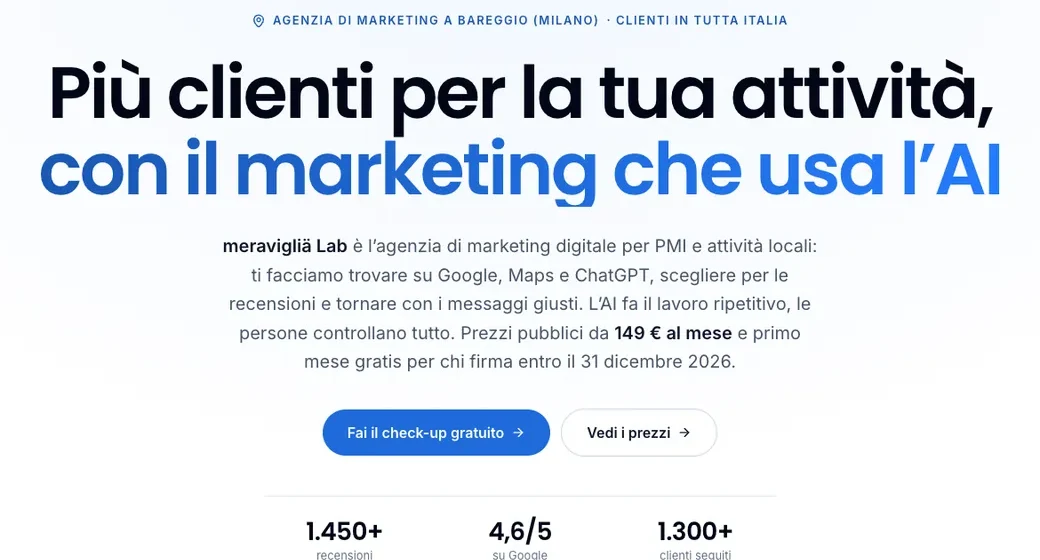 AGENZIA DI MARKETING A BAREGGIO (MILANO) · CLIENTI IN TUTTA ITALIA
Più clienti per la tua attività,
con il marketing che usa l’AI
meravigliä Lab è l’agenzia di marketing digitale per PMI e attività locali:
ti facciamo trovare su Google, Maps e ChatGPT, scegliere per le
recensioni e tornare con i messaggi giusti. L’AI fa il lavoro ripetitivo, le
persone controllano tutto. Prezzi pubblici da 149 € al mese e primo
mese gratis per chi firma entro il 31 dicembre 2026.
Fai il check-up gratuito →
Vedi i prezzi →
1.450+
4,6/5
1.300+
recensioni
su Google
clienti seguiti